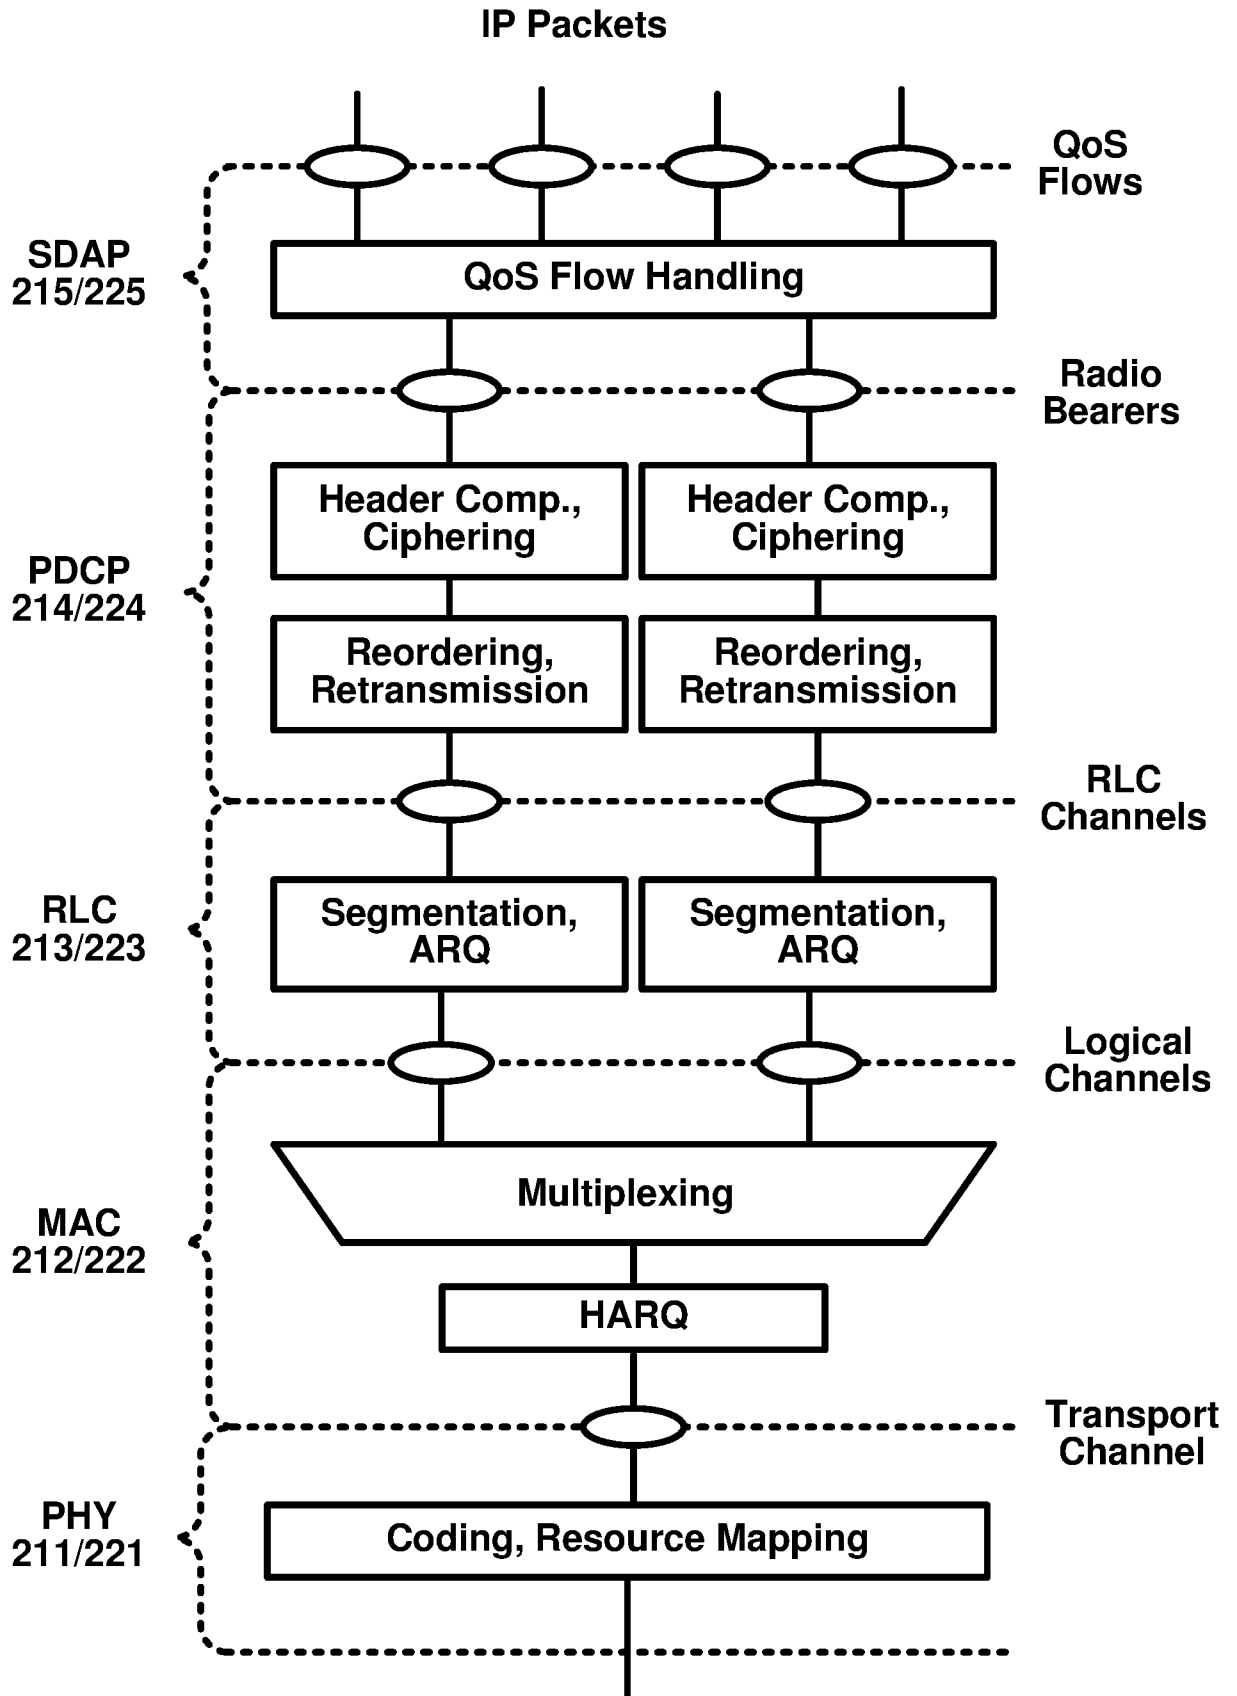 IP Packets
QoS
Flows
SDAP
215/225
QoS Flow Handling
Radio
Bearers
Header Comp.,
Ciphering
Header Comp.,
Ciphering
PDCP
214/224
Reordering,
Retransmission
Reordering,
Retransmission
RLC
Channels
RLC
213/223
Segmentation,
ARQ
Segmentation,
ARQ
Logical
Channels
Multiplexing
MAC
212/222
HARQ
Transport
Channel
PHY
211/221
Coding, Resource Mapping